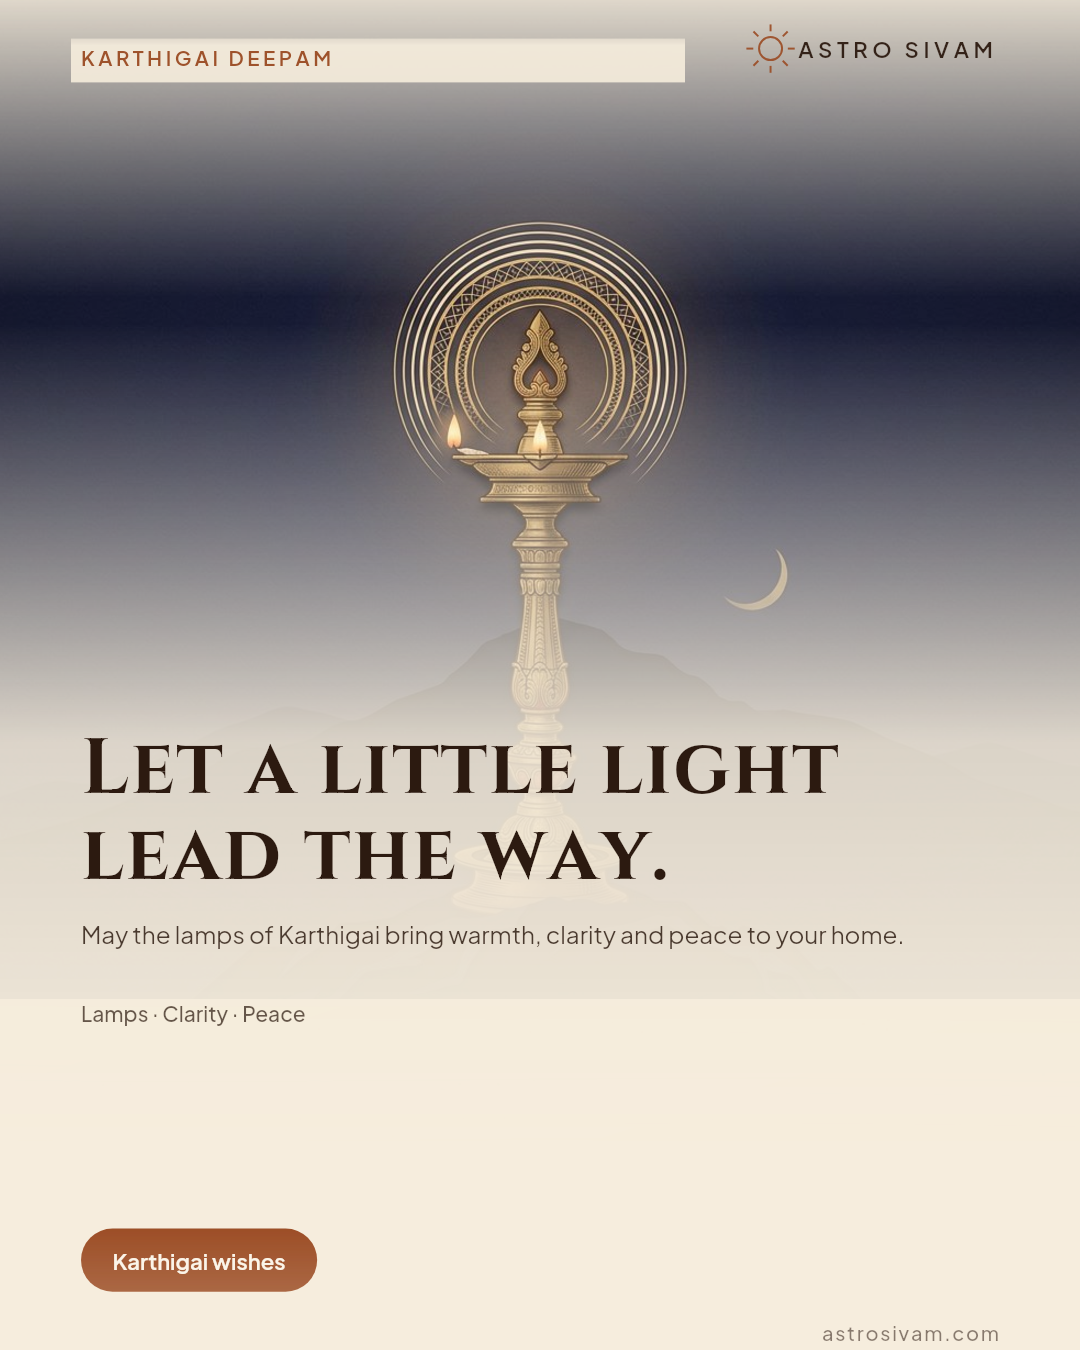 KARTHIGAI DEEPAM
ASTRO SIVAM
Let a little light
lead the way.
May the lamps of Karthigai bring warmth, clarity and peace to your home.
Lamps · Clarity · Peace
Karthigai wishes
astrosivam.com